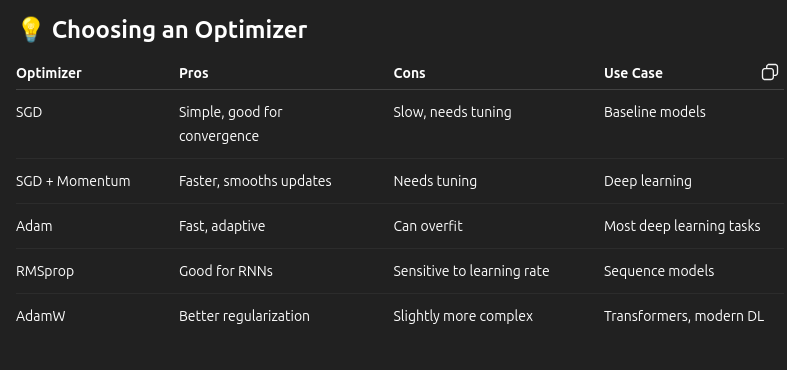 💡 Choosing an Optimizer
Optimizer Pros Cons Use Case
SGD Simple, good for convergence Slow, needs tuning Baseline models
SGD + Momentum Faster, smooths updates Needs tuning Deep learning
Adam Fast, adaptive Can overfit Most deep learning tasks
RMSprop Good for RNNs Sensitive to learning rate Sequence models
AdamW Better regularization Slightly more complex Transformers, modern DL